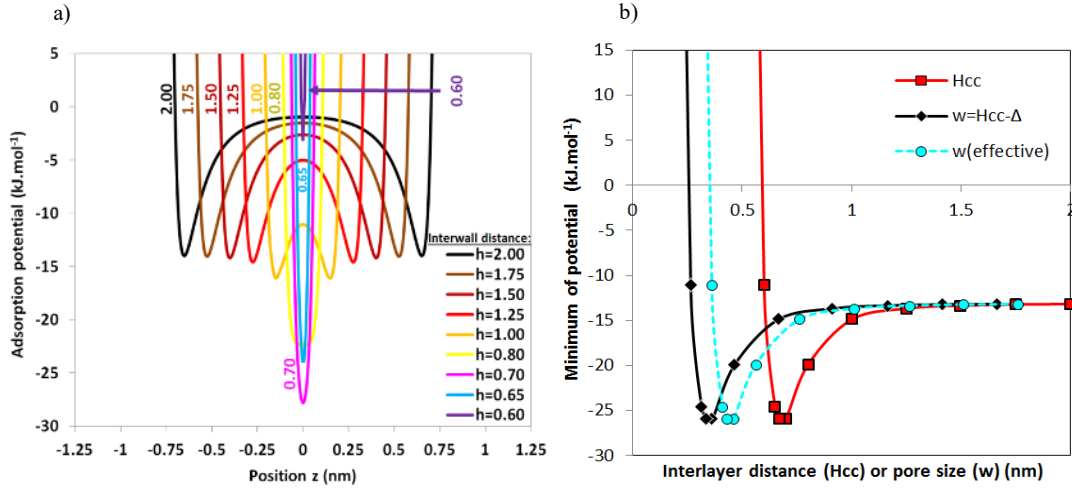 a)
Adsorption potential (kJ.mol-1)
5
0
-5
-10
-15
-20
-25
-30
2.00
1.75
1.50
1.25
1.00
0.80
0.60
0.65
0.70
Interwall distance:
h=2.00
h=1.75
h=1.50
h=1.25
h=1.00
h=0.80
h=0.70
h=0.65
h=0.60
-1.25 -1 -0.75 -0.5 -0.25 0 0.25 0.5 0.75 1 1.25
Position z (nm)
b)
Minimum of potential (kJ.mol-1)
15
10
5
0
-5
-10
-15
-20
-25
-30
0 0.5 1 1.5 2
Hcc
w=Hcc-Δ
w(effective)
Interlayer distance (Hcc) or pore size (w) (nm)